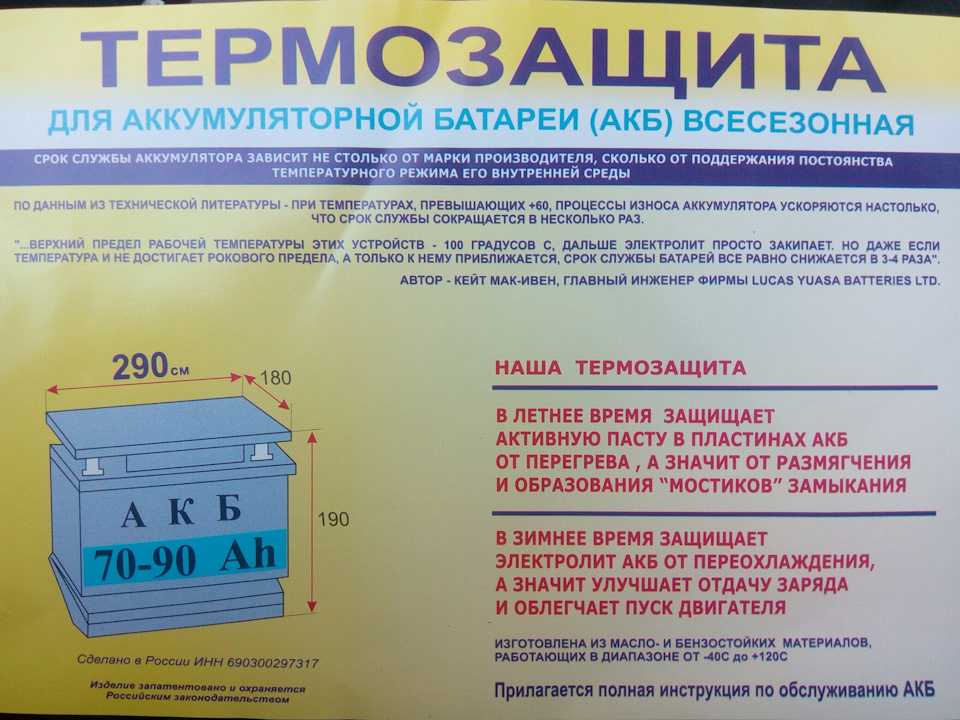 ТЕРМОЗАЩИТА
ДЛЯ АККУМУЛЯТОРНОЙ БАТАРЕИ (АКБ) ВСЕСЕЗОННАЯ
СРОК СЛУЖБЫ АККУМУЛЯТОРА ЗАВИСИТ НЕ СТОЛЬКО ОТ МАРКИ ПРОИЗВОДИТЕЛЯ, СКОЛЬКО ОТ ПОДДЕРЖАНИЯ ПОСТОЯНСТВА
ТЕМПЕРАТУРНОГО РЕЖИМА ЕГО ВНУТРЕННЕЙ СРЕДЫ
ПО ДАННЫМ ИЗ ТЕХНИЧЕСКОЙ ЛИТЕРАТУРЫ - ПРИ ТЕМПЕРАТУРАХ, ПРЕВЫШАЮЩИХ +60, ПРОЦЕССЫ ИЗНОСА АККУМУЛЯТОРА УСКОРЯЮТСЯ НАСТОЛЬКО,
ЧТО СРОК СЛУЖБЫ СОКРАЩАЕТСЯ В НЕСКОЛЬКО РАЗ.
"...ВЕРХНИЙ ПРЕДЕЛ РАБОЧЕЙ ТЕМПЕРАТУРЫ ЭТИХ УСТРОЙСТВ - 100 ГРАДУСОВ С, ДАЛЬШЕ ЭЛЕКТРОЛИТ ПРОСТО ЗАКИПАЕТ. НО ДАЖЕ ЕСЛИ
ТЕМПЕРАТУРА И НЕ ДОСТИГАЕТ РОКОВОГО ПРЕДЕЛА, А ТОЛЬКО К НЕМУ ПРИБЛИЖАЕТСЯ, СРОК СЛУЖБЫ БАТАРЕЙ ВСЕ РАВНО СНИЖАЕТСЯ В 3-4 РАЗА".
АВТОР - КЕЙТ МАК-ИВЕН, ГЛАВНЫЙ ИНЖЕНЕР ФИРМЫ LUCAS YUASA BATTERIES LTD.
290 см
180
190
А К Б
70-90 Ah
Сделано в России ИНН 690300297317
Изделие запатентовано и охраняется
Российским законодательством
НАША ТЕРМОЗАЩИТА
В ЛЕТНЕЕ ВРЕМЯ ЗАЩИЩАЕТ
АКТИВНУЮ ПАСТУ В ПЛАСТИНАХ АКБ
ОТ ПЕРЕГРЕВА , А ЗНАЧИТ ОТ РАЗМЯГЧЕНИЯ
И ОБРАЗОВАНИЯ “МОСТИКОВ” ЗАМЫКАНИЯ
В ЗИМНЕЕ ВРЕМЯ ЗАЩИЩАЕТ
ЭЛЕКТРОЛИТ АКБ ОТ ПЕРЕОХЛАЖДЕНИЯ,
А ЗНАЧИТ УЛУЧШАЕТ ОТДАЧУ ЗАРЯДА
И ОБЛЕГЧАЕТ ПУСК ДВИГАТЕЛЯ
ИЗГОТОВЛЕНА ИЗ МАСЛО- И БЕНЗОСТОЙКИХ МАТЕРИАЛОВ,
РАБОТАЮЩИХ В ДИАПАЗОНЕ ОТ -40С до +120С
Прилагается полная инструкция по обслуживанию АКБ